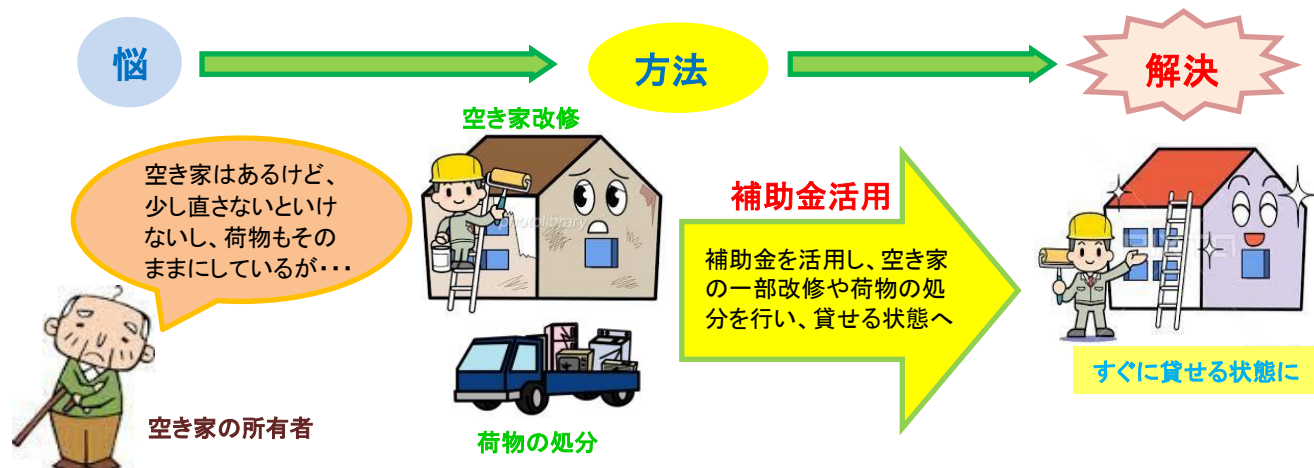 悩
方法
解決
空き家はあるけど、
少し直さないといけ
ないし、荷物もその
ままにしているが・・・
空き家の所有者
空き家改修
photolibrary
荷物の処分
補助金活用
補助金を活用し、空き家
の一部改修や荷物の処
分を行い、貸せる状態へ
すぐに貸せる状態に